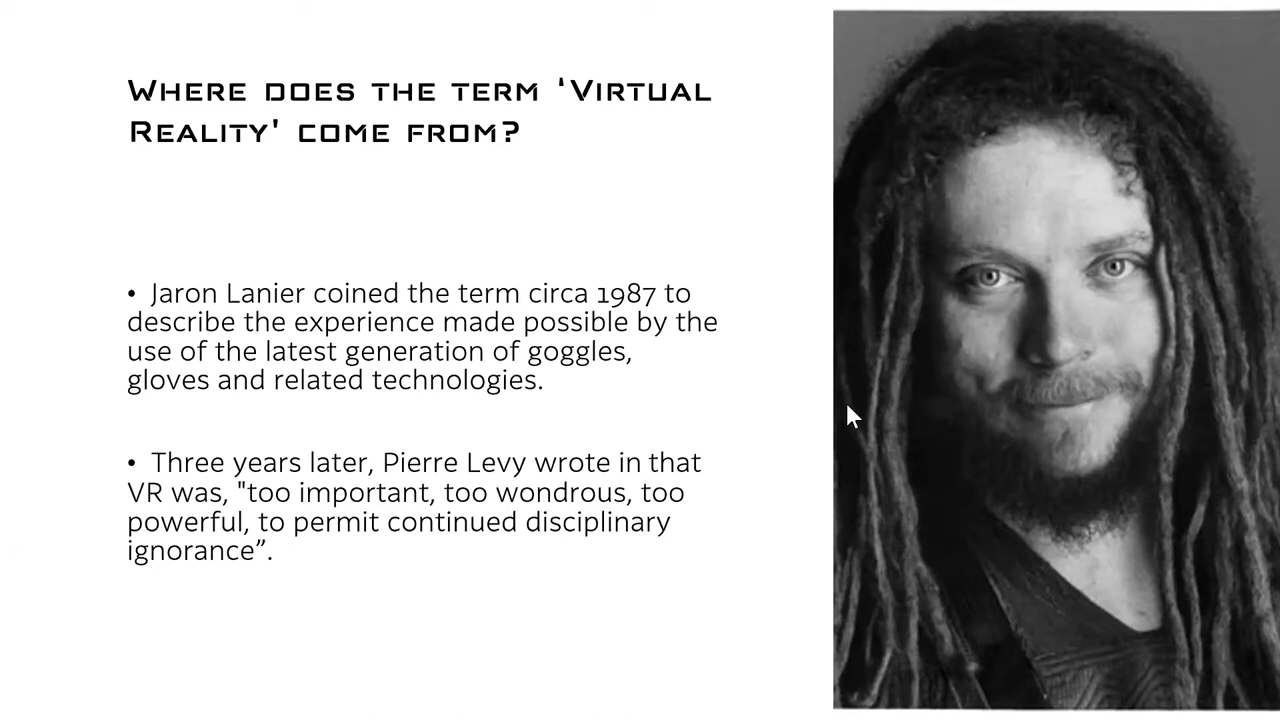 Where does the term ‘Virtual
Reality' come from?
• Jaron Lanier coined the term circa 1987 to
describe the experience made possible by the
use of the latest generation of goggles,
gloves and related technologies.
• Three years later, Pierre Levy wrote in that
VR was, "too important, too wondrous, too
powerful, to permit continued disciplinary
ignorance”.